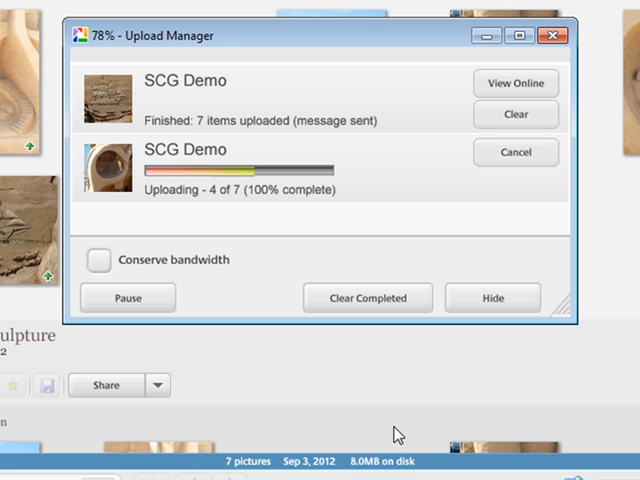 78% - Upload Manager
SCG Demo
View Online
Finished: 7 items uploaded (message sent)
Clear
SCG Demo
Cancel
Uploading - 4 of 7 (100% complete)
Conserve bandwidth
Pause
Clear Completed
Hide
ulpture
2
Share
n
7 pictures Sep 3, 2012 8.0MB on disk